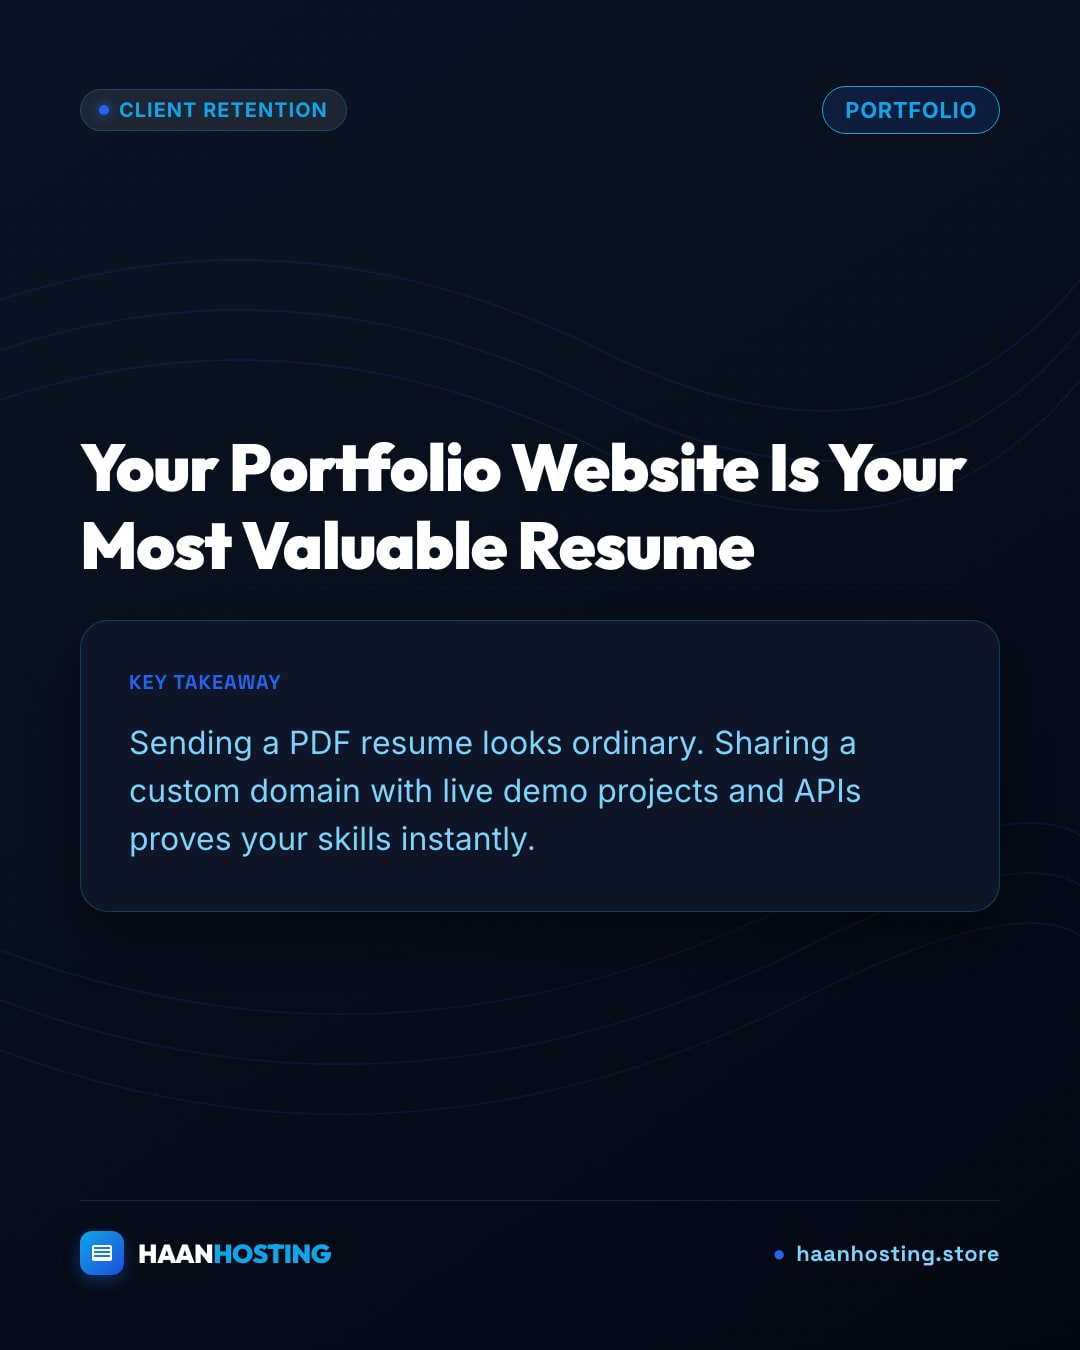 CLIENT RETENTION
PORTFOLIO
Your Portfolio Website Is Your
Most Valuable Resume
KEY TAKEAWAY
Sending a PDF resume looks ordinary. Sharing a
custom domain with live demo projects and APIs
proves your skills instantly.
HAANHOSTING
haanhosting.store